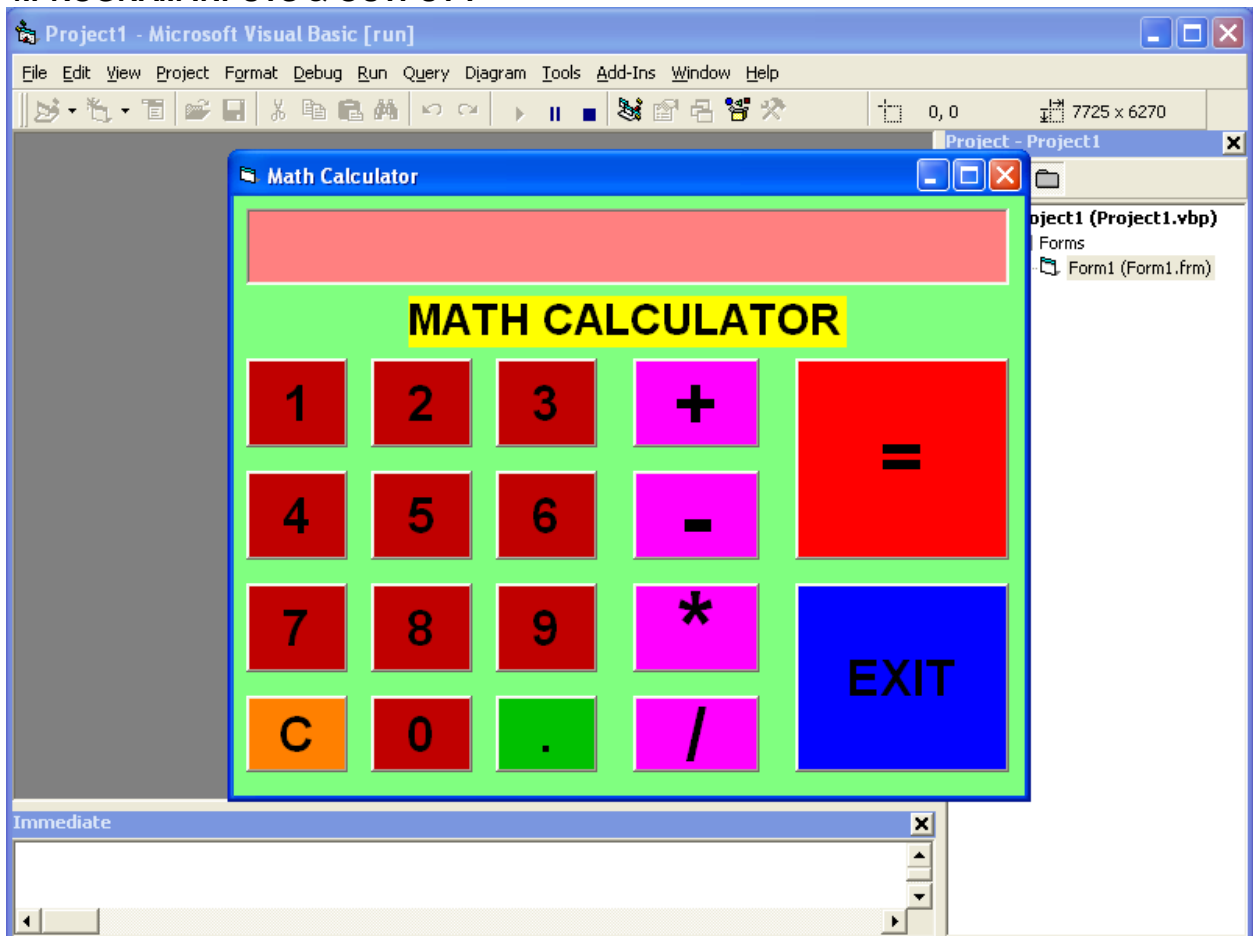 Project1 - Microsoft Visual Basic [run]
File Edit View Project Format Debug Run Query Diagram Tools Add-Ins Window Help
0, 0 7725 x 6270
Project - Project1
Math Calculator
oject1 (Project1.vbp)
Forms
Form1 (Form1.frm)
MATH CALCULATOR
1 2 3 + =
4 5 6 -
7 8 9 *
EXIT
C 0 . /
Immediate